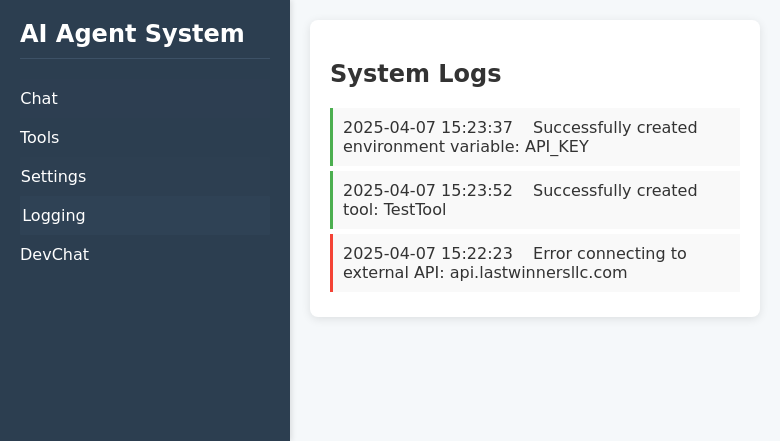 AI Agent System
Chat
Tools
Settings
Logging
DevChat
System Logs
2025-04-07 15:23:37 Successfully created
environment variable: API_KEY
2025-04-07 15:23:52 Successfully created
tool: TestTool
2025-04-07 15:22:23 Error connecting to
external API: api.lastwinnersllc.com